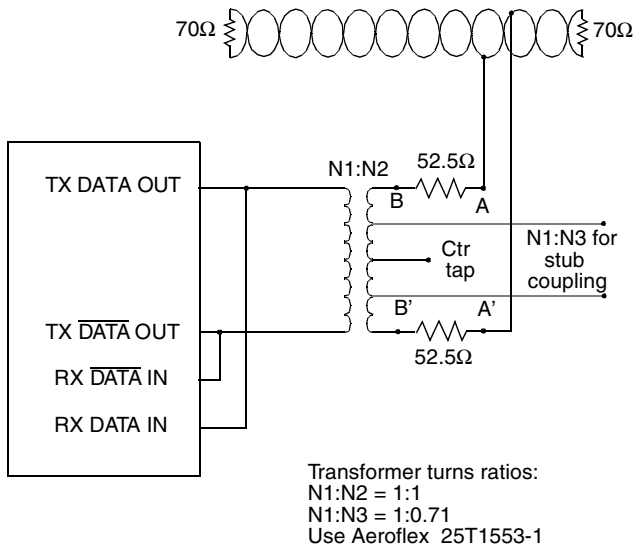 70Ω
70Ω
N1:N2
52.5Ω
TX DATA OUT
B
A
N1:N3 for
stub
coupling
Ctr
tap
B'
A'
TX D̅A̅T̅A̅ OUT
52.5Ω
RX D̅A̅T̅A̅ IN
RX DATA IN
Transformer turns ratios:
N1:N2 = 1:1
N1:N3 = 1:0.71
Use Aeroflex 25T1553-1